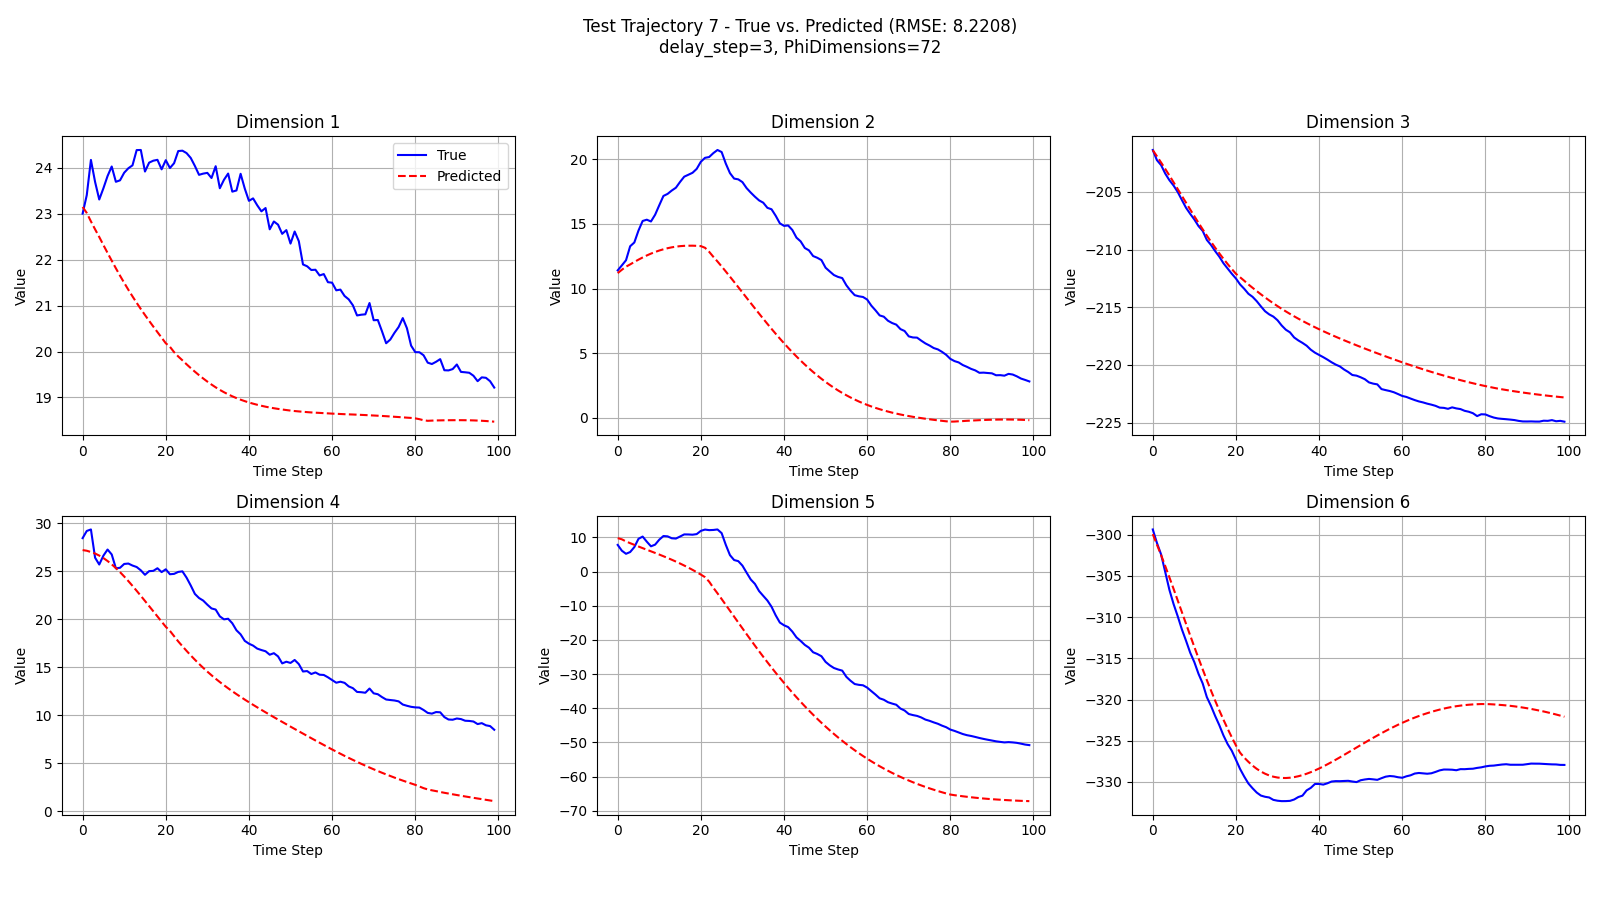 Test Trajectory 7 - True vs. Predicted (RMSE: 8.2208)
delay_step=3, PhiDimensions=72
Dimension 1
Value
24
23
22
21
20
19
True
Predicted
0 20 40 60 80 100
Time Step
Dimension 2
Value
20
15
10
5
0
0 20 40 60 80 100
Time Step
Dimension 3
Value
−205
−210
−215
−220
−225
0 20 40 60 80 100
Time Step
Dimension 4
Value
30
25
20
15
10
5
0
0 20 40 60 80 100
Time Step
Dimension 5
Value
10
0
−10
−20
−30
−40
−50
−60
−70
0 20 40 60 80 100
Time Step
Dimension 6
Value
−300
−305
−310
−315
−320
−325
−330
0 20 40 60 80 100
Time Step